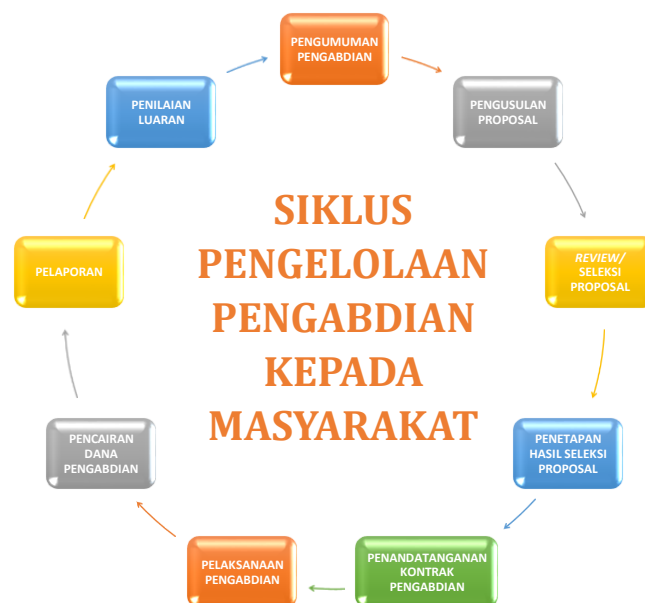 PENGUMUMAN
PENGABDIAN
PENGUSULAN
PROPOSAL
REVIEW/
SELEKSI
PROPOSAL
PENETAPAN
HASIL SELEKSI
PROPOSAL
PENANDATANGANAN
KONTRAK
PENGABDIAN
PELAKSANAAN
PENGABDIAN
PENCAIRAN
DANA
PENGABDIAN
PELAPORAN
PENILAIAN
LUARAN
SIKLUS
PENGELOLAAN
PENGABDIAN
KEPADA
MASYARAKAT